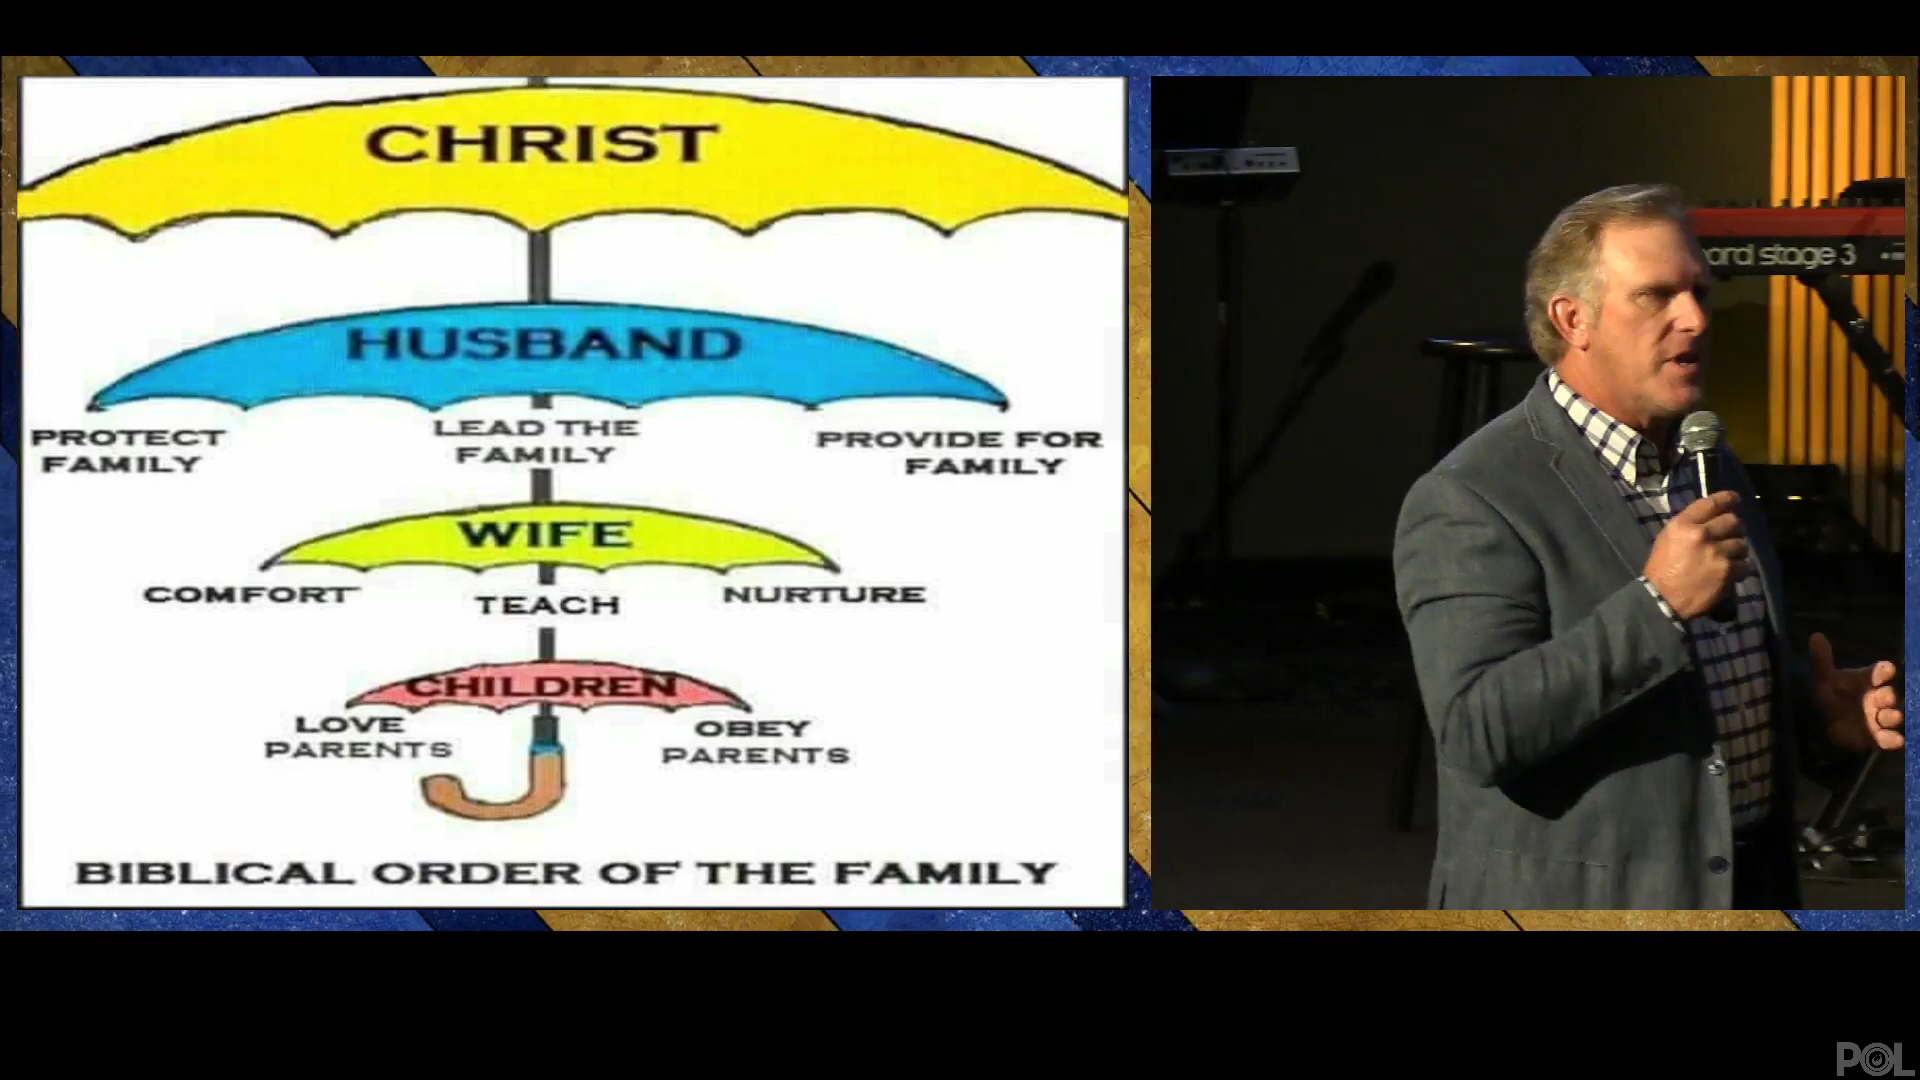 CHRIST
HUSBAND
PROTECT
FAMILY
LEAD THE
FAMILY
PROVIDE FOR
FAMILY
WIFE
COMFORT
TEACH
NURTURE
CHILDREN
LOVE
PARENTS
OBEY
PARENTS
BIBLICAL ORDER OF THE FAMILY
ord stage 3
POL